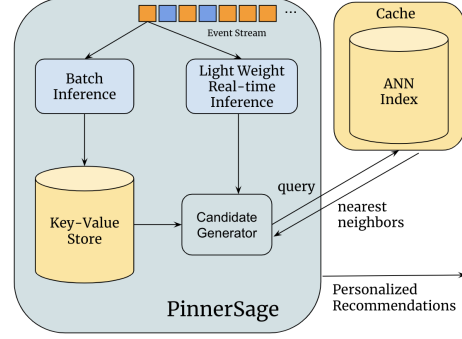 ...
Event Stream
Batch
Inference
Light Weight
Real-time
Inference
Cache
ANN
Index
query
nearest
neighbors
Key-Value
Store
Candidate
Generator
Personalized
Recommendations
PinnerSage